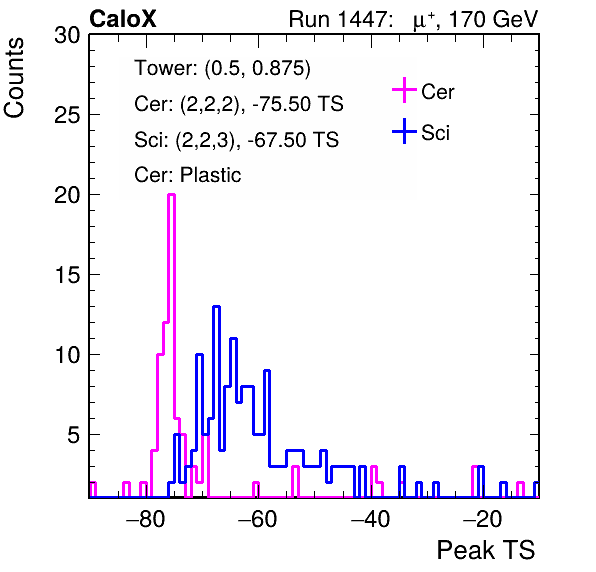 CaloX Run 1447: μ⁺, 170 GeV
Counts
30
25
20
15
10
5
Tower: (0.5, 0.875)
Cer: (2,2,2), -75.50 TS
Sci: (2,2,3), -67.50 TS
Cer: Plastic
Cer
Sci
−80 −60 −40 −20
Peak TS